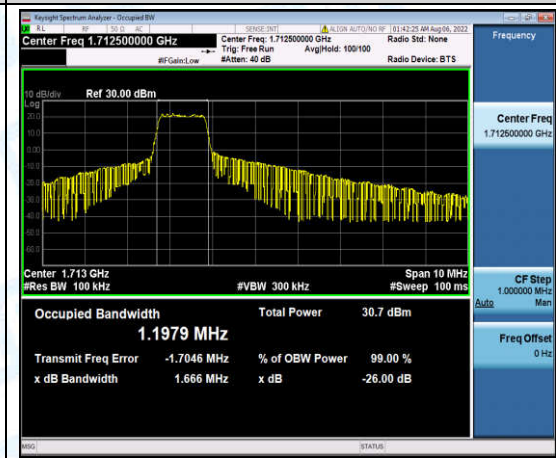 Keysight Spectrum Analyzer - Occupied BW
RL RF 50 Ω AC SENSE:INT ALIGN AUTO/NO RF 01:42:25 AM Aug 06, 2022
Center Freq 1.712500000 GHz Center Freq: 1.712500000 GHz Radio Std: None
Trig: Free Run Avg|Hold: 100/100
#IFGain:Low #Atten: 40 dB Radio Device: BTS
Frequency
10 dB/div Ref 30.00 dBm
Log
20.0
10.0
0.00
-10.0
-20.0
-30.0
-40.0
-50.0
-60.0
Center 1.713 GHz Span 10 MHz
#Res BW 100 kHz #VBW 300 kHz #Sweep 100 ms
Occupied Bandwidth Total Power 30.7 dBm
1.1979 MHz
Transmit Freq Error -1.7046 MHz % of OBW Power 99.00 %
x dB Bandwidth 1.666 MHz x dB -26.00 dB
Center Freq
1.712500000 GHz
CF Step
1.000000 MHz
Auto Man
Freq Offset
0 Hz
MSG STATUS